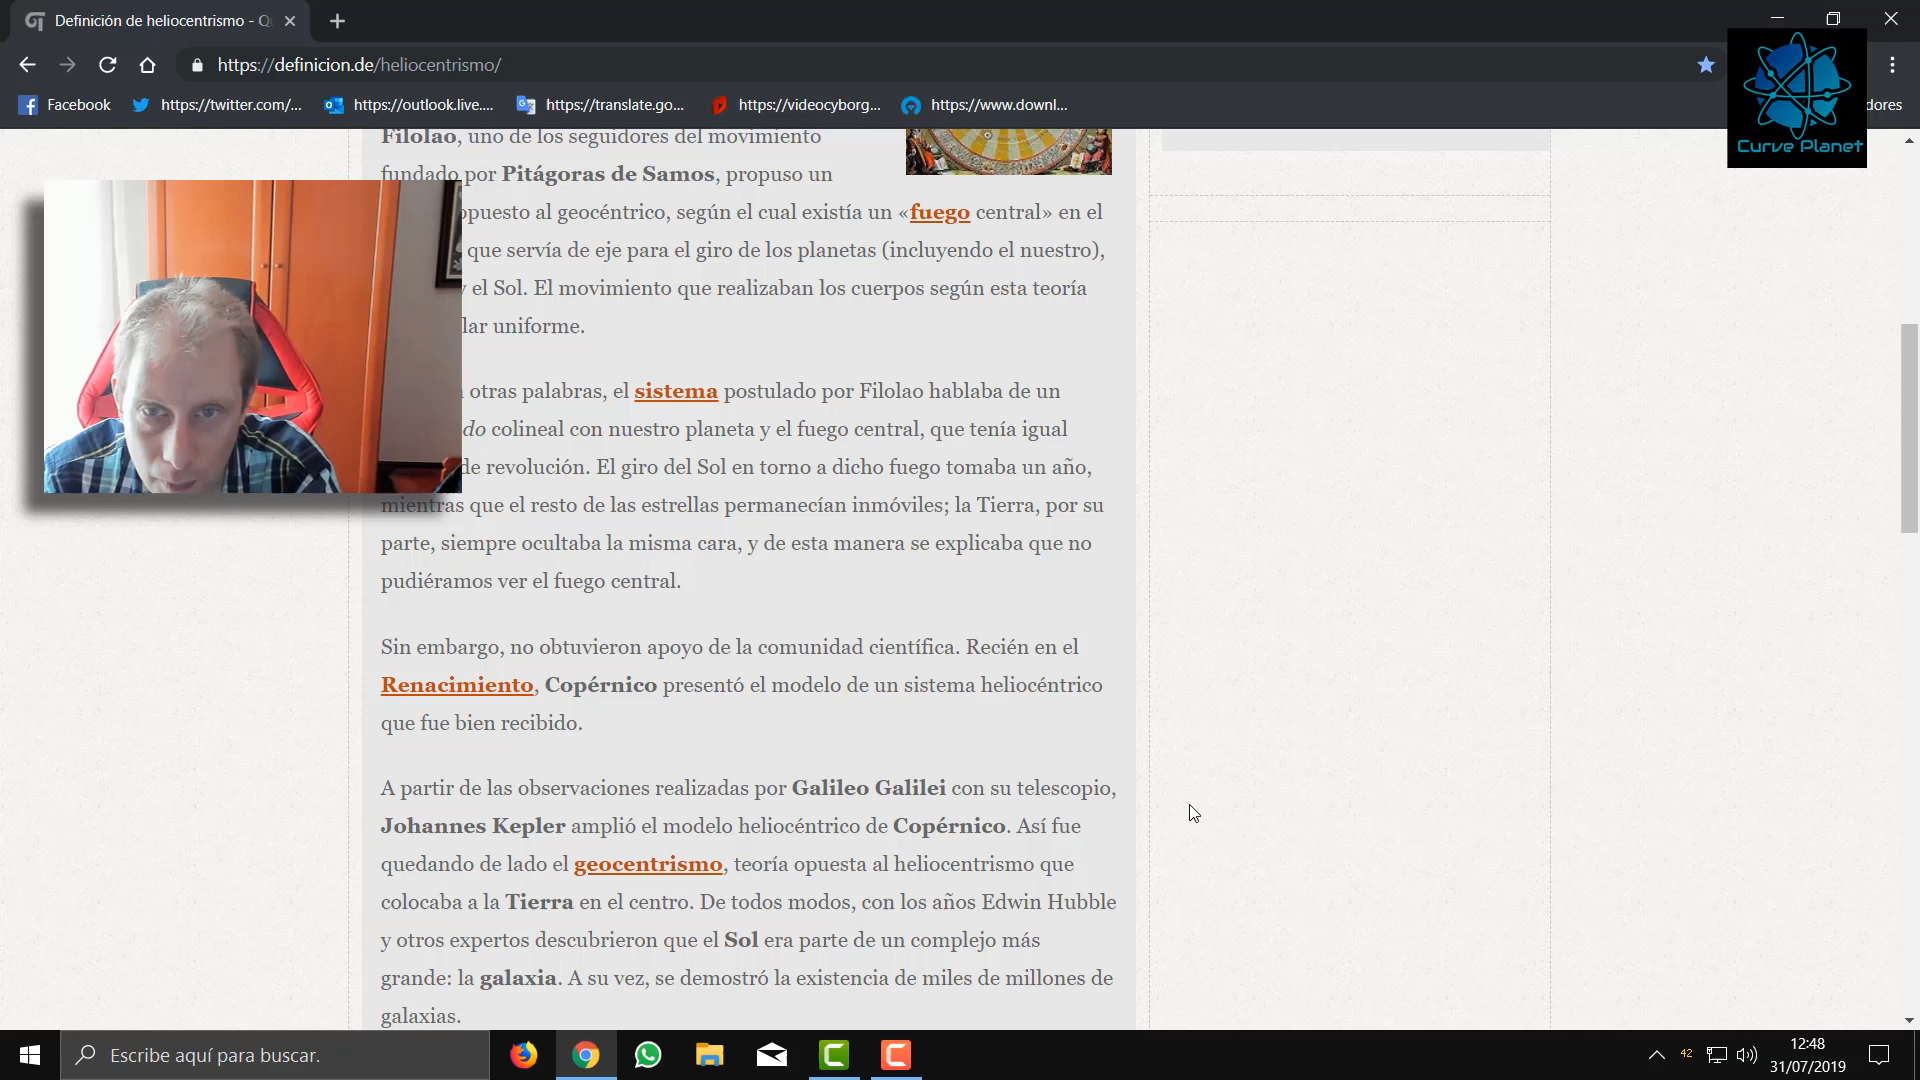 Definición de heliocentrismo - Q
https://definicion.de/heliocentrismo/
Facebook https://twitter.com/... https://outlook.live.... https://translate.go... https://videocyborg... https://www.downl...
dores
Curve Planet
Filolao, uno de los seguidores del movimiento
fundado por Pitágoras de Samos, propuso un
opuesto al geocéntrico, según el cual existía un «fuego central» en el
que servía de eje para el giro de los planetas (incluyendo el nuestro),
y el Sol. El movimiento que realizaban los cuerpos según esta teoría
lar uniforme.
otras palabras, el sistema postulado por Filolao hablaba de un
do colineal con nuestro planeta y el fuego central, que tenía igual
de revolución. El giro del Sol en torno a dicho fuego tomaba un año,
mientras que el resto de las estrellas permanecían inmóviles; la Tierra, por su
parte, siempre ocultaba la misma cara, y de esta manera se explicaba que no
pudiéramos ver el fuego central.
Sin embargo, no obtuvieron apoyo de la comunidad científica. Recién en el
Renacimiento, Copérnico presentó el modelo de un sistema heliocéntrico
que fue bien recibido.
A partir de las observaciones realizadas por Galileo Galilei con su telescopio,
Johannes Kepler amplió el modelo heliocéntrico de Copérnico. Así fue
quedando de lado el geocentrismo, teoría opuesta al heliocentrismo que
colocaba a la Tierra en el centro. De todos modos, con los años Edwin Hubble
y otros expertos descubrieron que el Sol era parte de un complejo más
grande: la galaxia. A su vez, se demostró la existencia de miles de millones de
galaxias.
Escribe aquí para buscar.
42
12:48
31/07/2019